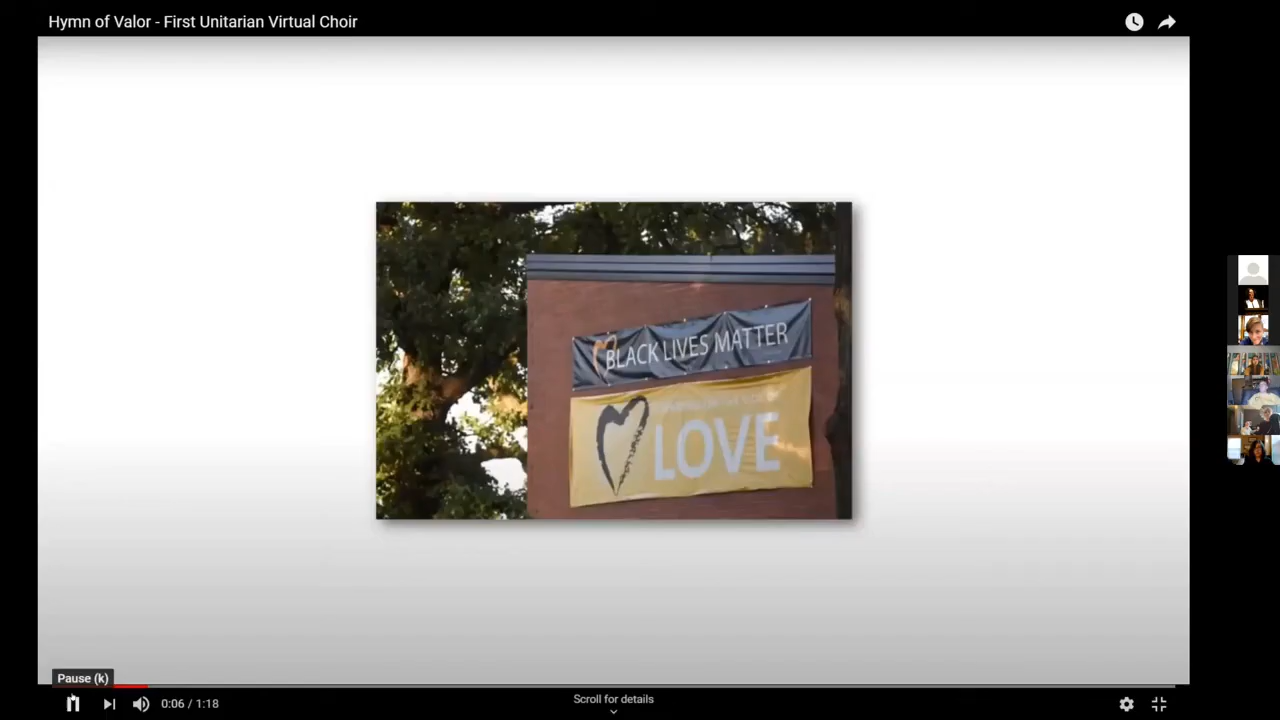 Hymn of Valor - First Unitarian Virtual Choir
BLACK LIVES MATTER
LOVE
Pause (k)
0:06 / 1:18
Scroll for details